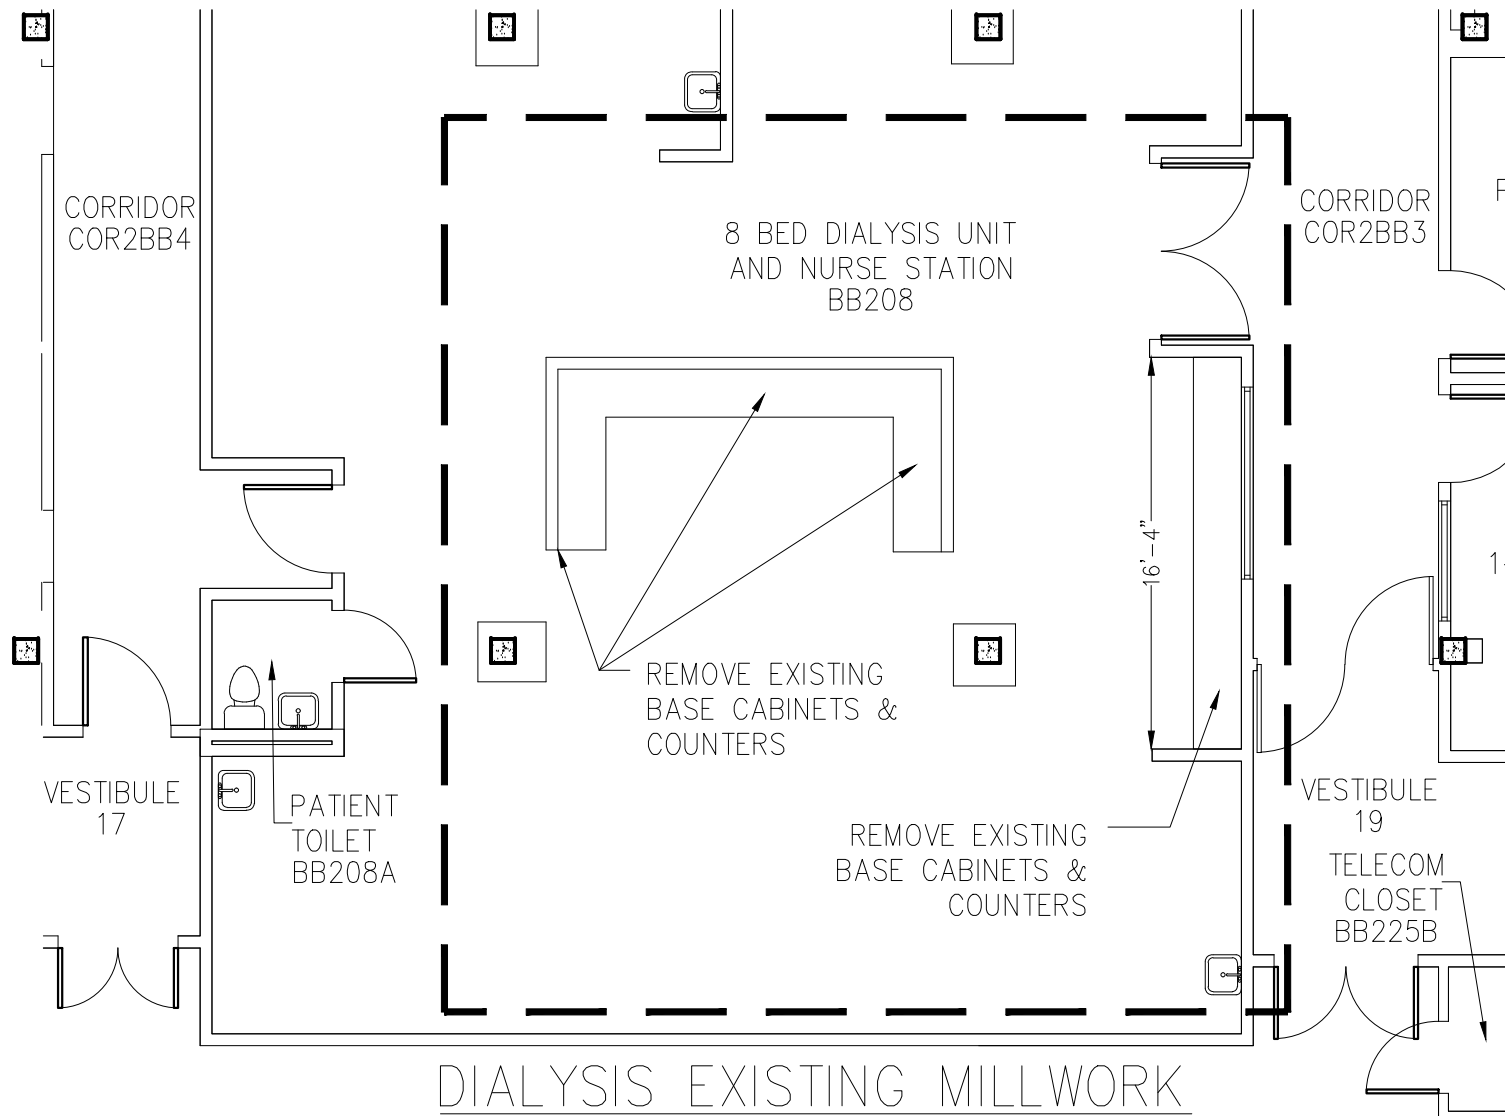 CORRIDOR
COR2BB4
8 BED DIALYSIS UNIT
AND NURSE STATION
BB208
CORRIDOR
COR2BB3
16'-4"
REMOVE EXISTING
BASE CABINETS &
COUNTERS
VESTIBULE
17
PATIENT
TOILET
BB208A
REMOVE EXISTING
BASE CABINETS &
COUNTERS
VESTIBULE
19
TELECOM
CLOSET
BB225B
DIALYSIS EXISTING MILLWORK